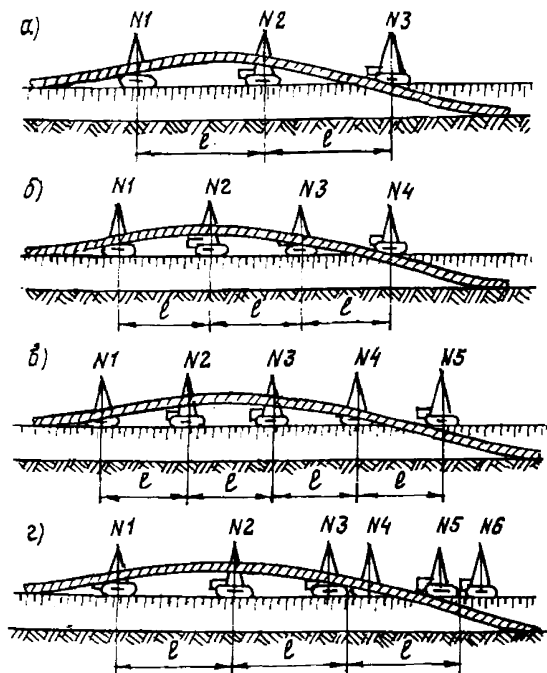 а) N1 N2 N3
ℓ ℓ
б) N1 N2 N3 N4
ℓ ℓ ℓ
в) N1 N2 N3 N4 N5
ℓ ℓ ℓ ℓ
г) N1 N2 N3 N4 N5 N6
ℓ ℓ ℓ